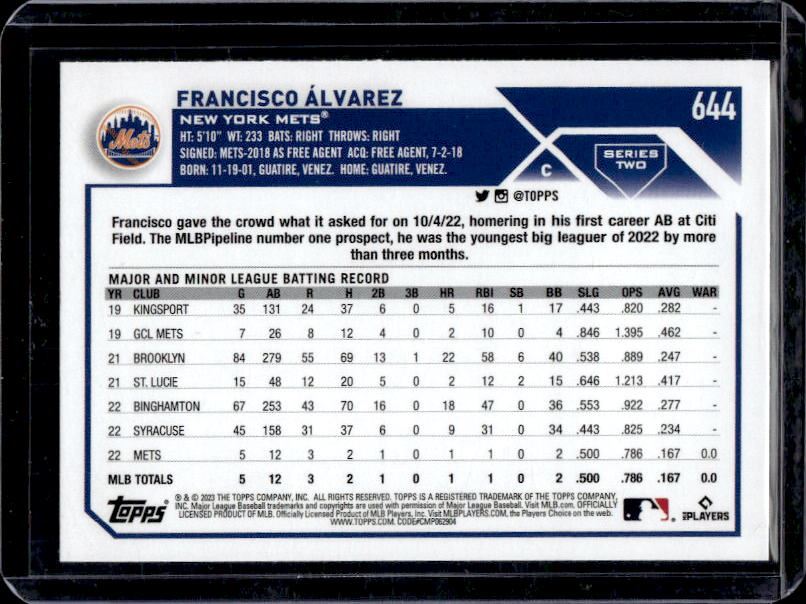 FRANCISCO ÁLVAREZ
644
NEW YORK METS®
HT: 5'10" WT: 233 BATS: RIGHT THROWS: RIGHT
SIGNED: METS-2018 AS FREE AGENT ACQ: FREE AGENT, 7-2-18
BORN: 11-19-01, GUATIRE, VENEZ. HOME: GUATIRE, VENEZ.
Mets
C
SERIES
TWO
@TOPPS
Francisco gave the crowd what it asked for on 10/4/22, homering in his first career AB at Citi
Field. The MLBPipeline number one prospect, he was the youngest big leaguer of 2022 by more
than three months.
MAJOR AND MINOR LEAGUE BATTING RECORD
YR CLUB G AB R H 2B 3B HR RBI SB BB SLG OPS AVG WAR
19 KINGSPORT 35 131 24 37 6 0 5 16 1 17 .443 .820 .282 -
19 GCL METS 7 26 8 12 4 0 2 10 0 4 .846 1.395 .462 -
21 BROOKLYN 84 279 55 69 13 1 22 58 6 40 .538 .889 .247 -
21 ST. LUCIE 15 48 12 20 5 0 2 12 2 15 .646 1.213 .417 -
22 BINGHAMTON 67 253 43 70 16 0 18 47 0 36 .553 .922 .277 -
22 SYRACUSE 45 158 31 37 6 0 9 31 0 34 .443 .825 .234 -
22 METS 5 12 3 2 1 0 1 1 0 2 .500 .786 .167 0.0
MLB TOTALS 5 12 3 2 1 0 1 1 0 2 .500 .786 .167 0.0
Topps
® & © 2023 THE TOPPS COMPANY, INC. ALL RIGHTS RESERVED. TOPPS IS A REGISTERED TRADEMARK OF THE TOPPS COMPANY,
INC. Major League Baseball trademarks and copyrights are used with permission of Major League Baseball. Visit MLB.com. OFFICIALLY
LICENSED PRODUCT OF MLB. Officially Licensed Product of MLB Players, Inc. Visit MLBPLAYERS.COM, the Players Choice on the web.
WWW.TOPPS.COM. CODE#CMP062904
PLAYERS